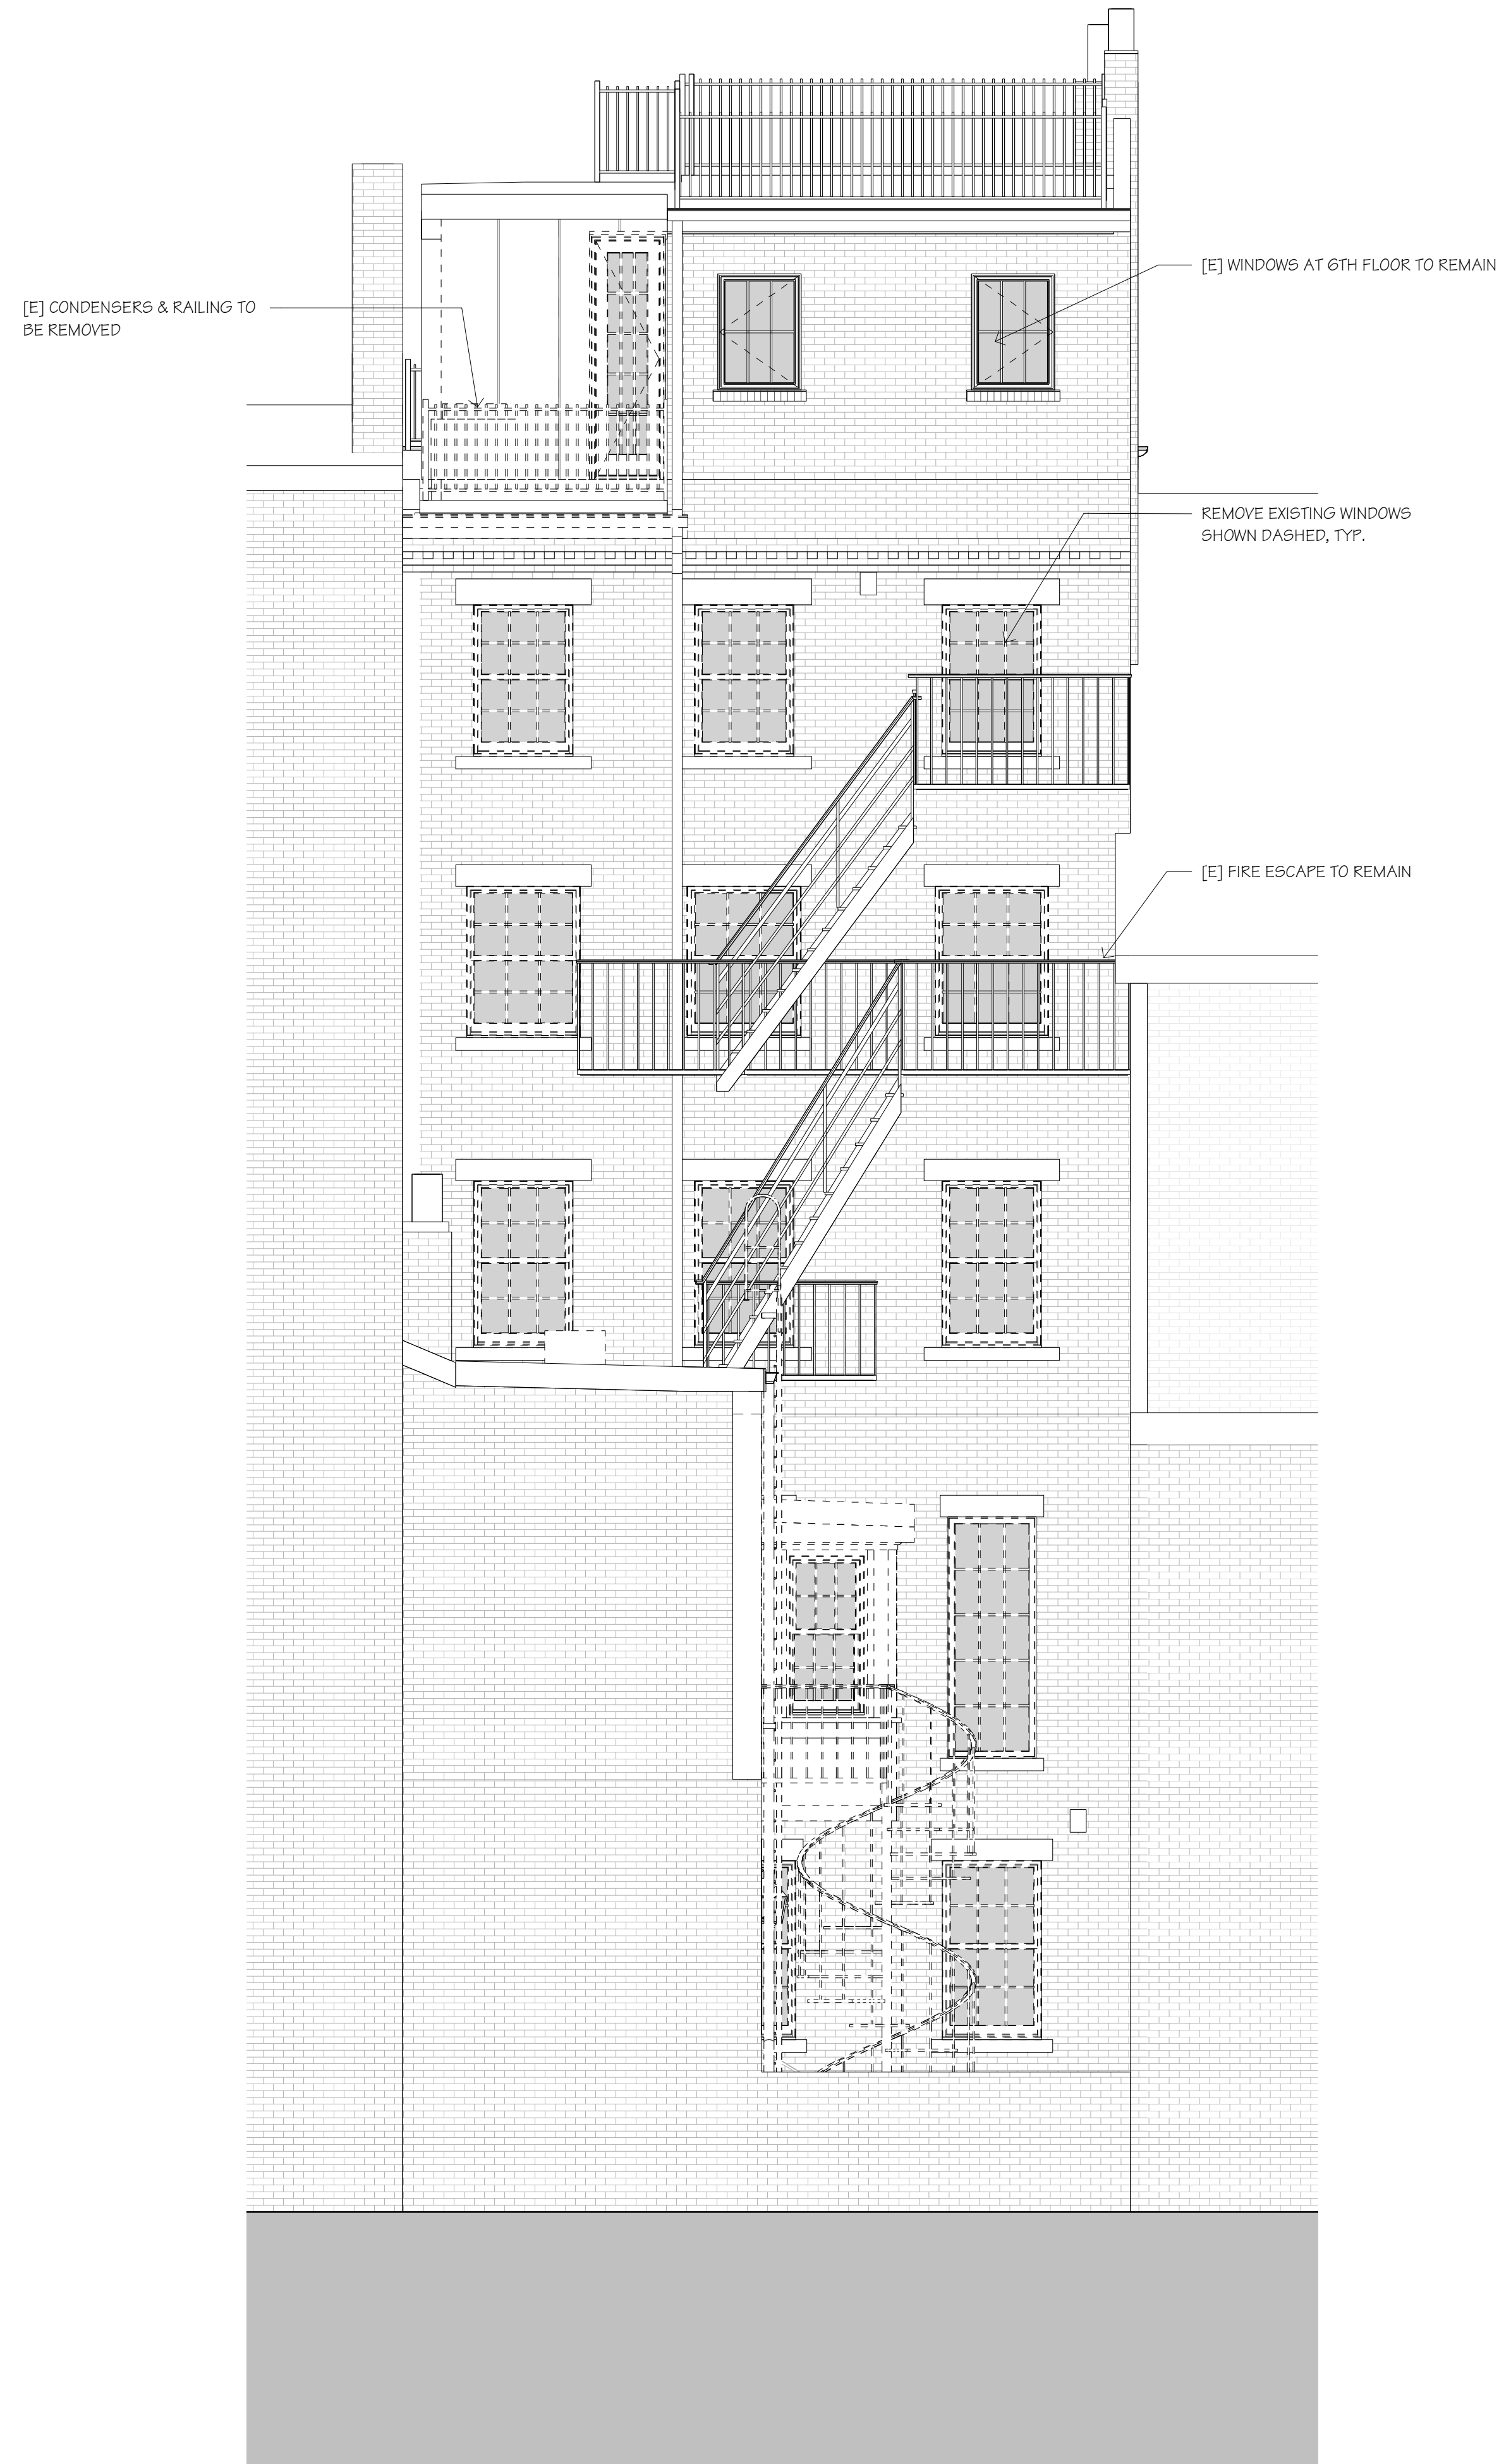 [E] WINDOWS AT 6TH FLOOR TO REMAIN
[E] CONDENSERS & RAILING TO
BE REMOVED
REMOVE EXISTING WINDOWS
SHOWN DASHED, TYP.
[E] FIRE ESCAPE TO REMAIN